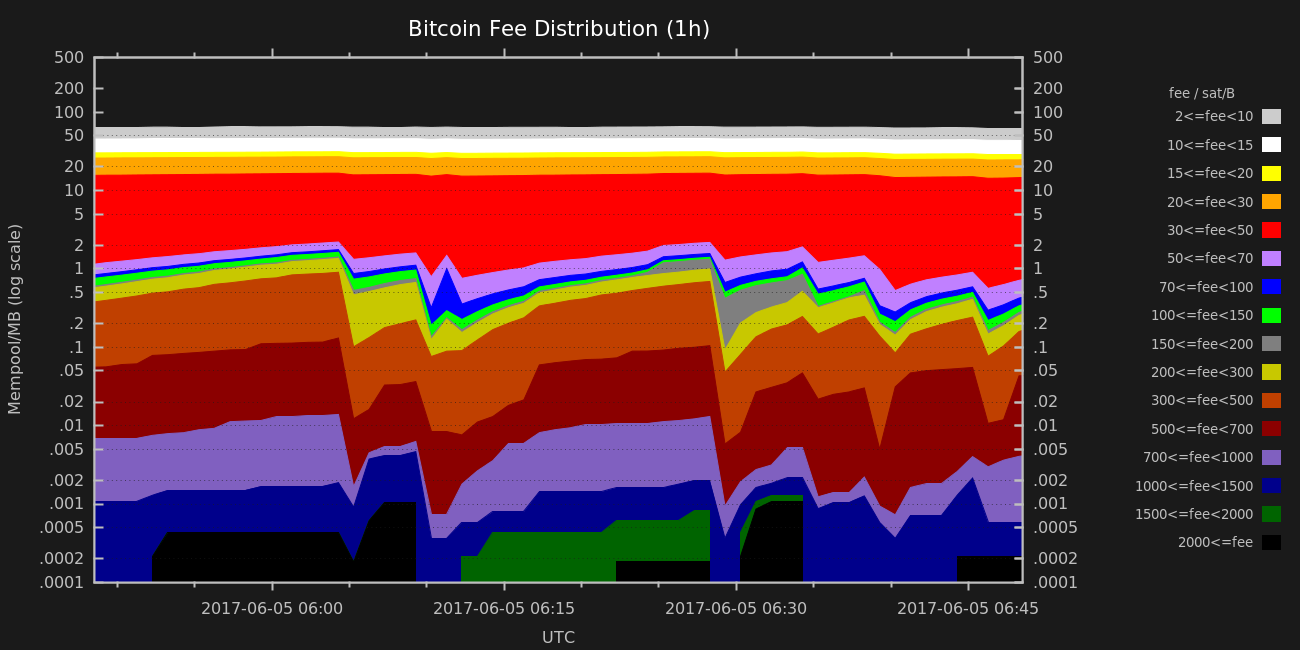 Bitcoin Fee Distribution (1h)
500 500
200 200
100 100
50 50
20 20
10 10
5 5
2 2
1 1
.5 .5
.2 .2
.1 .1
.05 .05
.02 .02
.01 .01
.005 .005
.002 .002
.001 .001
.0005 .0005
.0002 .0002
.0001 .0001
Mempool/MB (log scale)
2017-06-05 06:00 2017-06-05 06:15 2017-06-05 06:30 2017-06-05 06:45
UTC
fee / sat/B
2<=fee<10
10<=fee<15
15<=fee<20
20<=fee<30
30<=fee<50
50<=fee<70
70<=fee<100
100<=fee<150
150<=fee<200
200<=fee<300
300<=fee<500
500<=fee<700
700<=fee<1000
1000<=fee<1500
1500<=fee<2000
2000<=fee